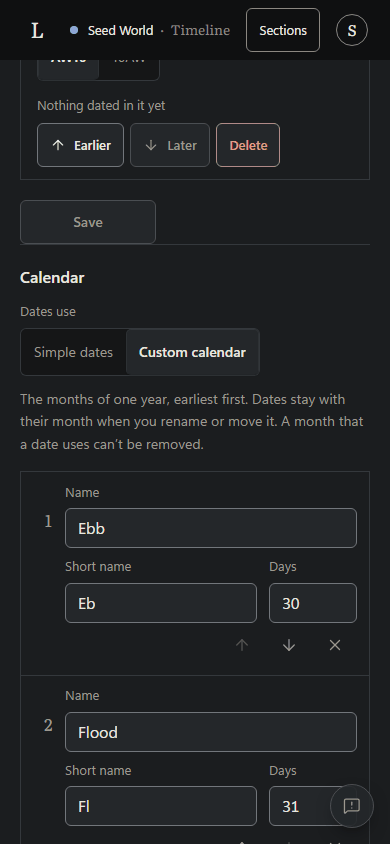 L
Seed World · Timeline
Sections
S
Nothing dated in it yet
↑ Earlier
↓ Later
Delete
Save
Calendar
Dates use
Simple dates
Custom calendar
The months of one year, earliest first. Dates stay with
their month when you rename or move it. A month that
a date uses can’t be removed.
Name
1
Ebb
Short name
Days
Eb
30
Name
2
Flood
Short name
Days
Fl
31